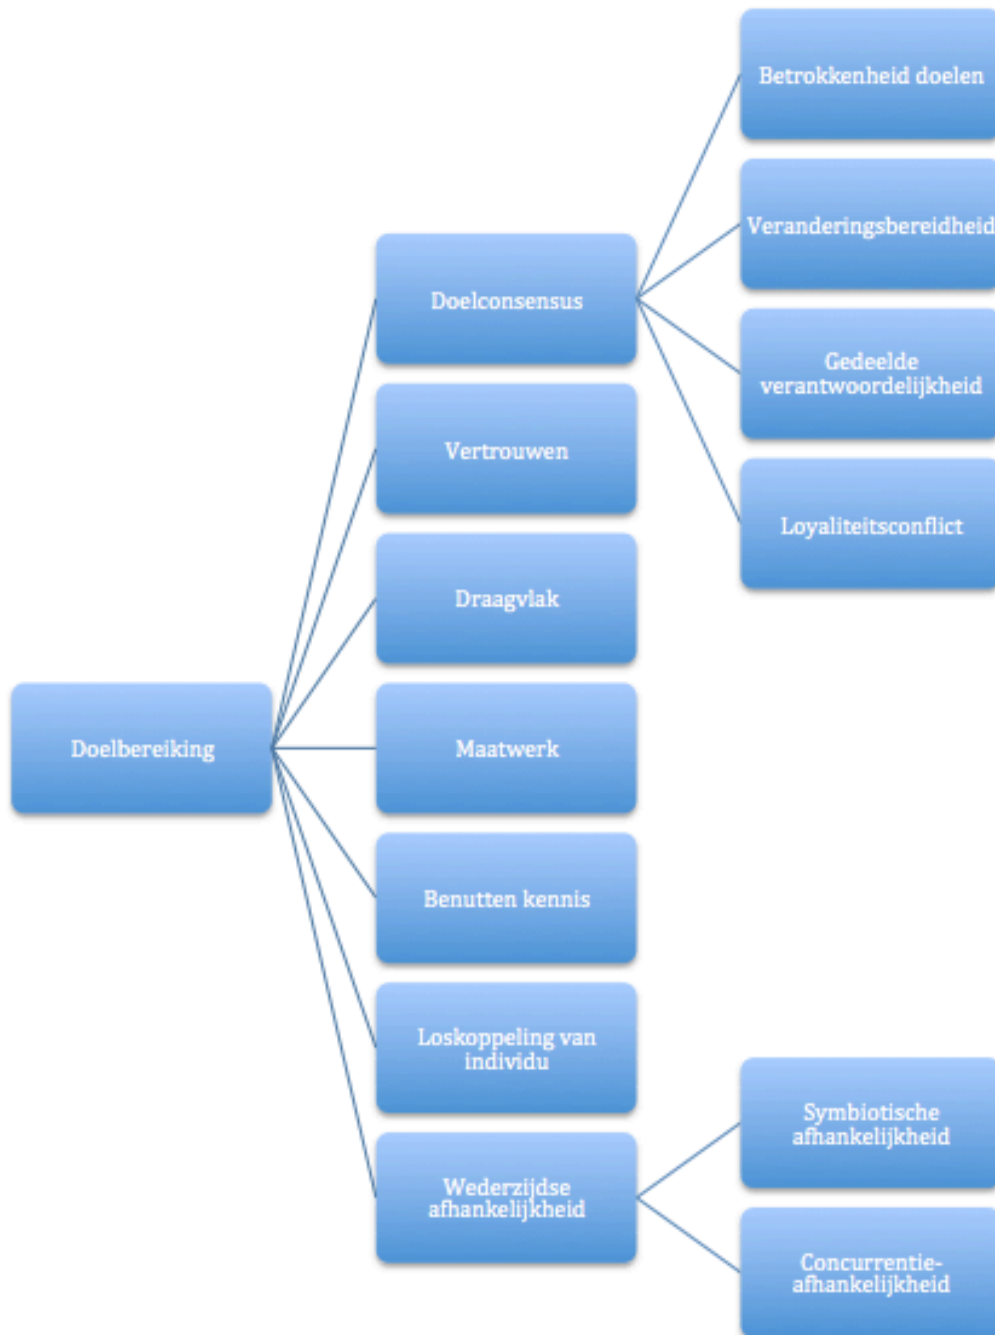 Betrokkenheid doelen
Veranderingsbereidheid
Doelconsensus
Gedeelde
verantwoordelijkheid
Vertrouwen
Loyaliteitsconflict
Draagvlak
Doelbereiking
Maatwerk
Benutten kennis
Loskoppeling van
individu
Symbiotische
afhankelijkheid
Wederzijdse
afhankelijkheid
Concurrentie-
afhankelijkheid